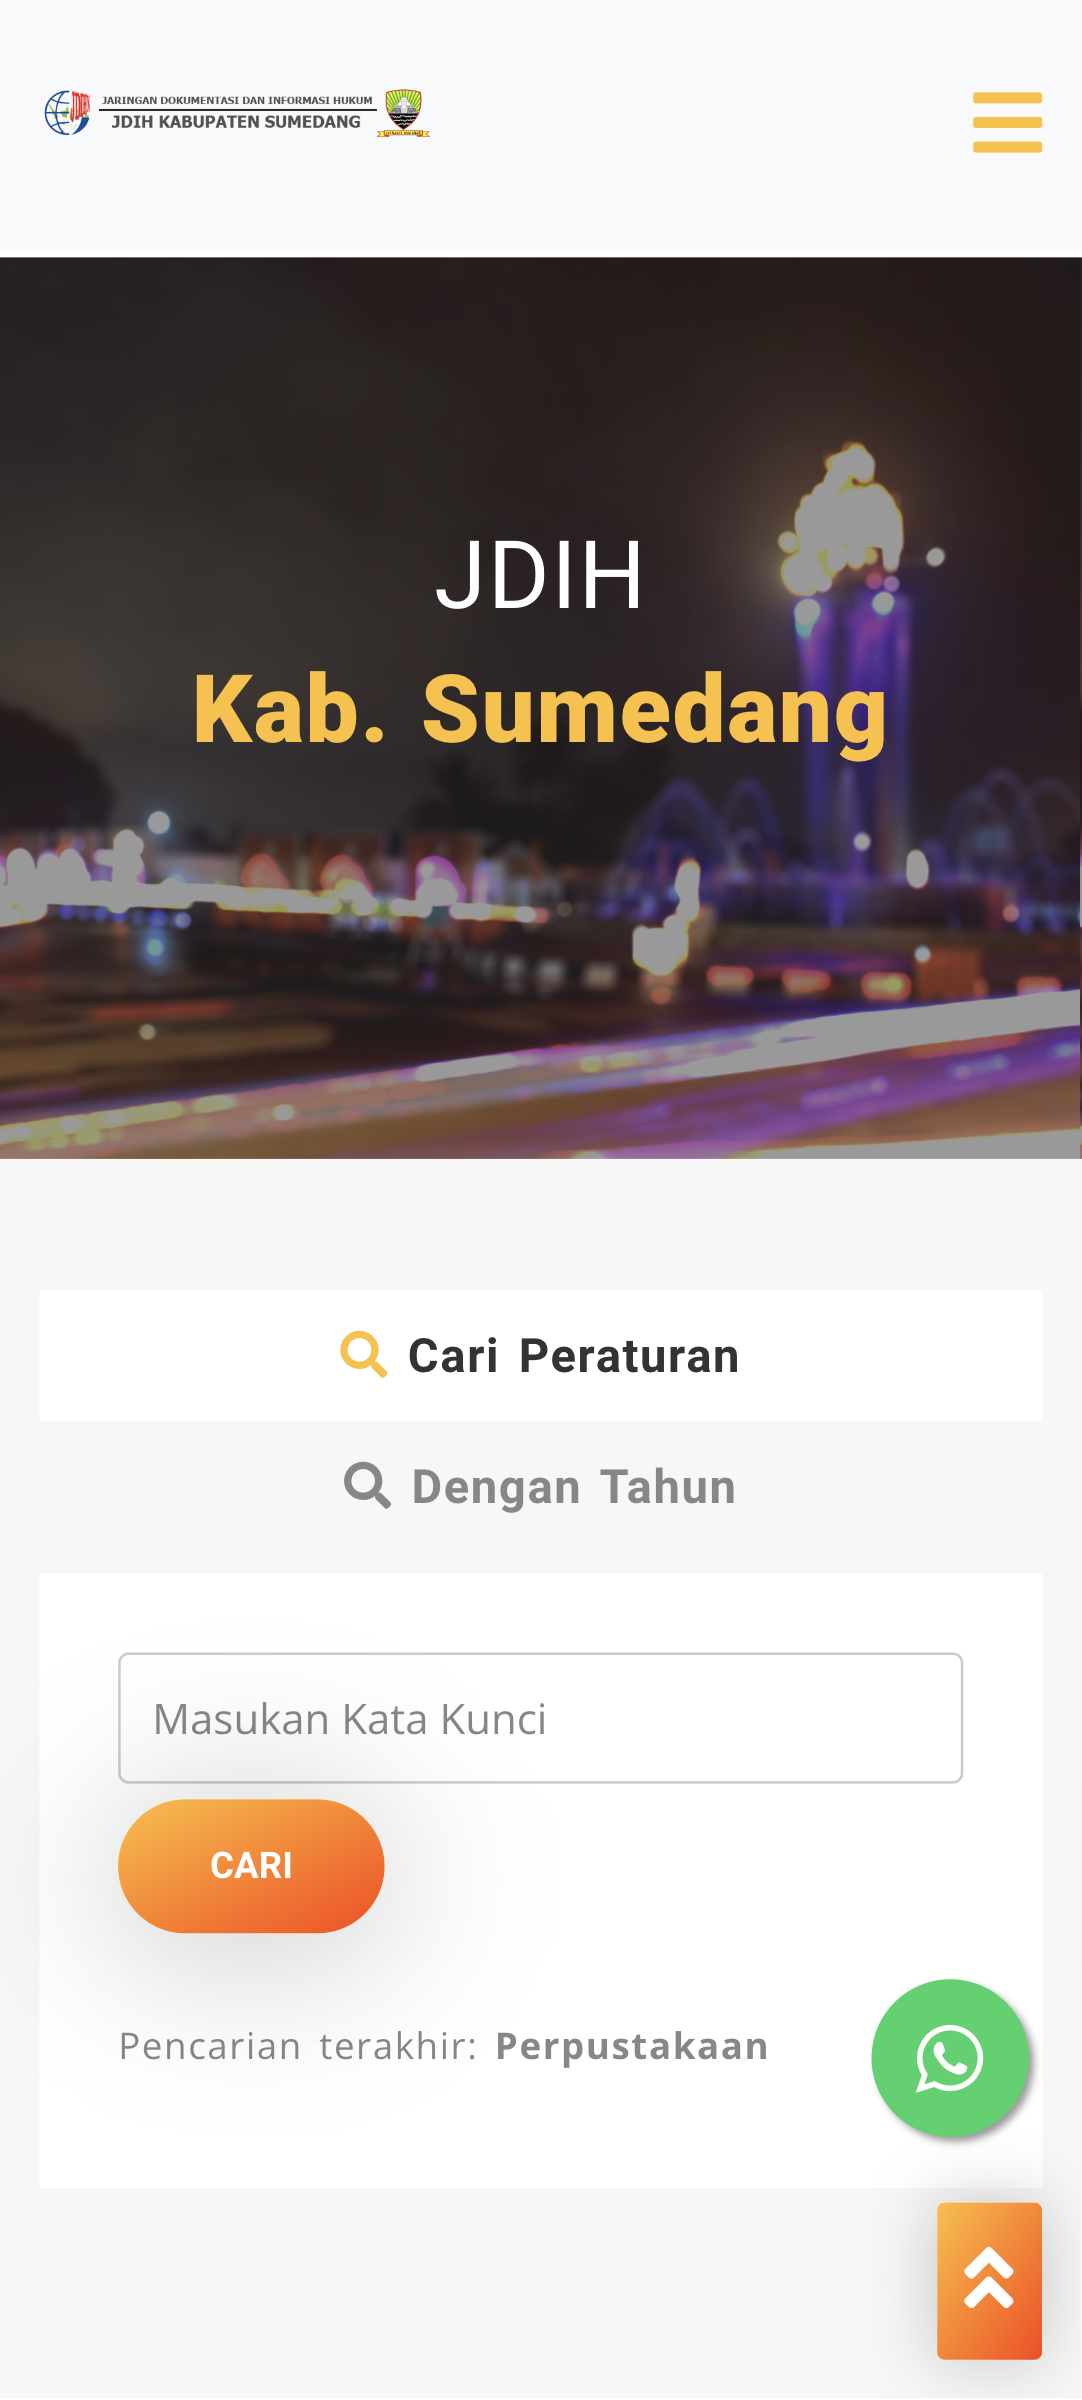 JARINGAN DOKUMENTASI DAN INFORMASI HUKUM
JDIH KABUPATEN SUMEDANG
JDIH
Kab. Sumedang
Cari Peraturan
Dengan Tahun
Masukan Kata Kunci
CARI
Pencarian terakhir: Perpustakaan